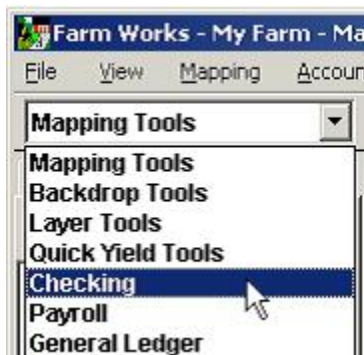 Farm Works - My Farm - Ma
File View Mapping Accoun
Mapping Tools
Mapping Tools
Backdrop Tools
Layer Tools
Quick Yield Tools
Checking
Payroll
General Ledger